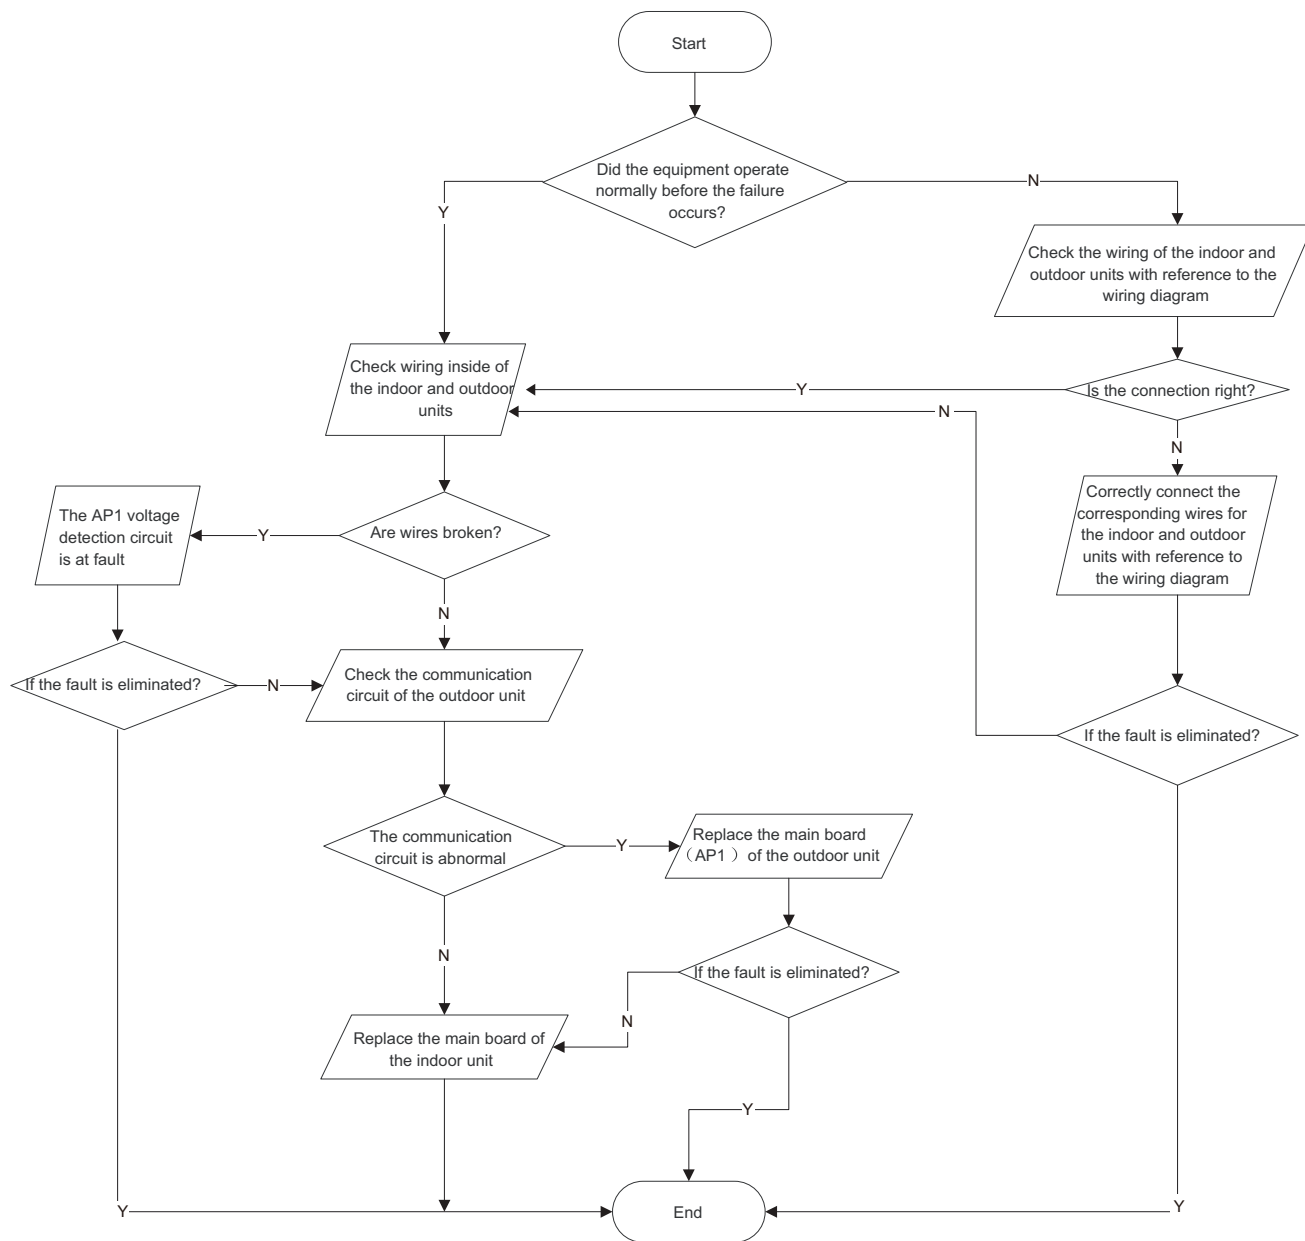 Start
Did the equipment operate
normally before the failure
occurs?
Y
N
Check the wiring of the indoor and
outdoor units with reference to the
wiring diagram
Check wiring inside of
the indoor and outdoor
units
Y
Is the connection right?
N
N
Correctly connect the
corresponding wires for
the indoor and outdoor
units with reference to
the wiring diagram
The AP1 voltage
detection circuit
is at fault
Y
Are wires broken?
N
If the fault is eliminated?
N
Check the communication
circuit of the outdoor unit
If the fault is eliminated?
The communication
circuit is abnormal
Y
Replace the main board
（AP1 ）of the outdoor unit
N
If the fault is eliminated?
N
Replace the main board of
the indoor unit
Y
Y
End
Y